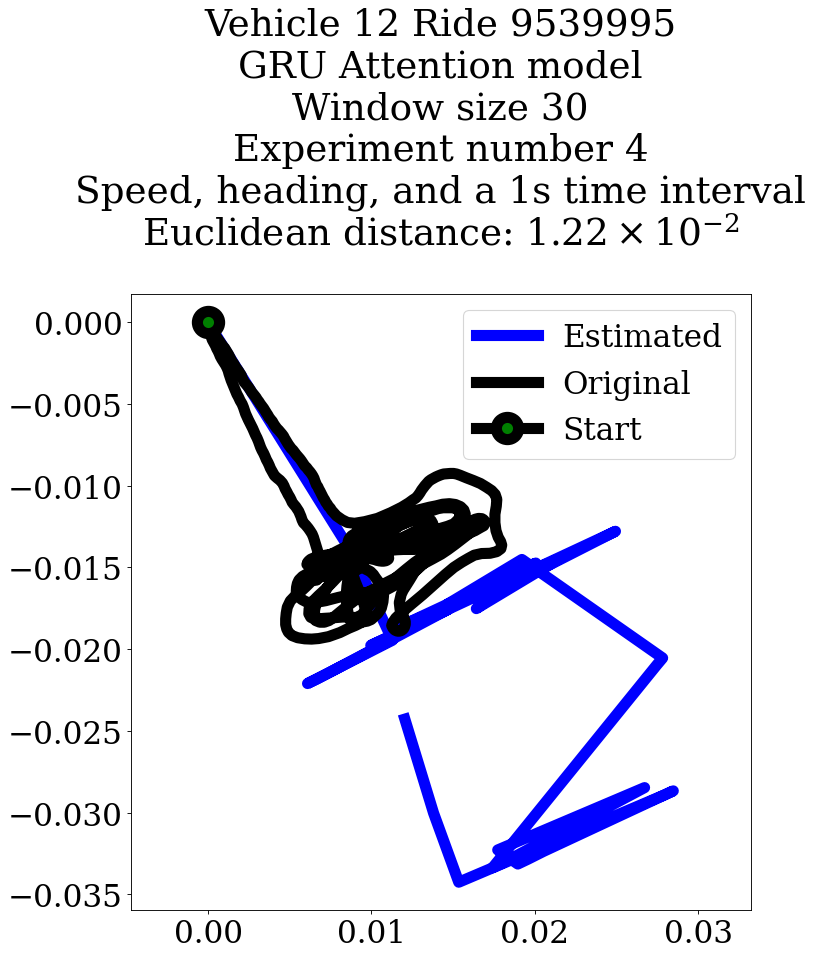 Vehicle 12 Ride 9539995
GRU Attention model
Window size 30
Experiment number 4
Speed, heading, and a 1s time interval
Euclidean distance: 1.22 × 10⁻²
Estimated
Original
Start
0.000
−0.005
−0.010
−0.015
−0.020
−0.025
−0.030
−0.035
0.00 0.01 0.02 0.03